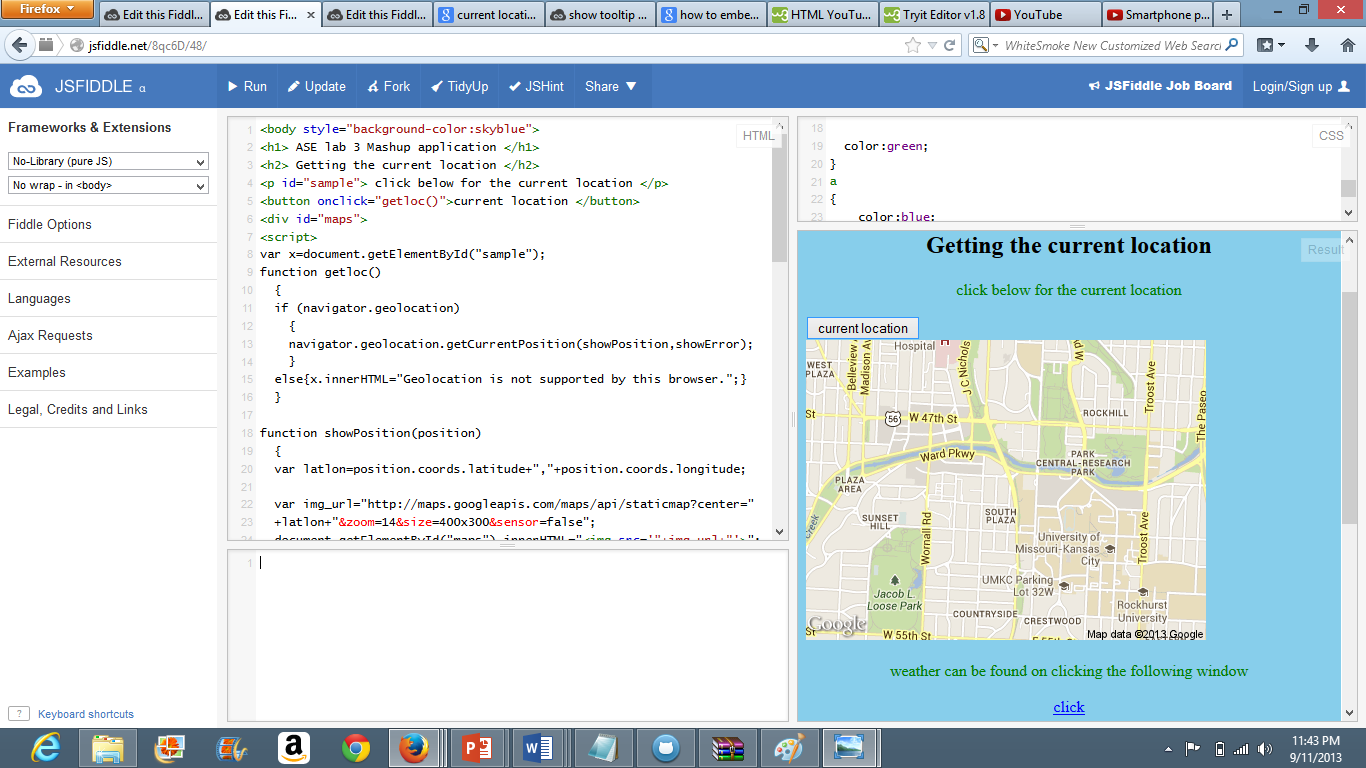 Firefox
Edit this Fiddl...
Edit this Fi...
Edit this Fiddl...
current locati...
show tooltip ...
how to embe...
HTML YouTu...
Tryit Editor v1.8
YouTube
Smartphone p...
jsfiddle.net/8qc6D/48/
WhiteSmoke New Customized Web Searc
JSFIDDLE α
Run
Update
Fork
TidyUp
JSHint
Share
JSFiddle Job Board
Login/Sign up
Frameworks & Extensions
No-Library (pure JS)
No wrap - in <body>
Fiddle Options
External Resources
Languages
Ajax Requests
Examples
Legal, Credits and Links
? Keyboard shortcuts
HTML
1 <body style="background-color:skyblue">
2 <h1> ASE lab 3 Mashup application </h1>
3 <h2> Getting the current location </h2>
4 <p id="sample"> click below for the current location </p>
5 <button onclick="getloc()">current location </button>
6 <div id="maps">
7 <script>
8 var x=document.getElementById("sample");
9 function getloc()
10 {
11 if (navigator.geolocation)
12 {
13 navigator.geolocation.getCurrentPosition(showPosition,showError);
14 }
15 else{x.innerHTML="Geolocation is not supported by this browser.";}
16 }
17
18 function showPosition(position)
19 {
20 var latlon=position.coords.latitude+","+position.coords.longitude;
21
22 var img_url="http://maps.googleapis.com/maps/api/staticmap?center="
23 +latlon+"&zoom=14&size=400x300&sensor=false";
24 document.getElementById("maps").innerHTML="<img src='"+img_url+"'>";
1
CSS
18
19 color:green;
20 }
21 a
22 {
23 color:blue;
Result
Getting the current location
click below for the current location
current location
Hospital
WEST
PLAZA
Belleview Av
Madison Av
J C Nichols
Troost Ave
The Paseo
ROCKHILL
St
56
W 47th St
Ward Pkwy
PARK
CENTRAL-RESEARCH
PARK
PLAZA
AREA
Creek
SUNSET
HILL
SOUTH
PLAZA
Wornall Rd
Troost Ave
University of
Missouri-Kansas
City
UMKC Parking
Lot 32W
Jacob L.
Loose Park
Rockhurst
University
COUNTRYSIDE
CRESTWOOD
Google
St
W 55th St
E 55th St
Map data ©2013 Google
weather can be found on clicking the following window
click
11:43 PM
9/11/2013